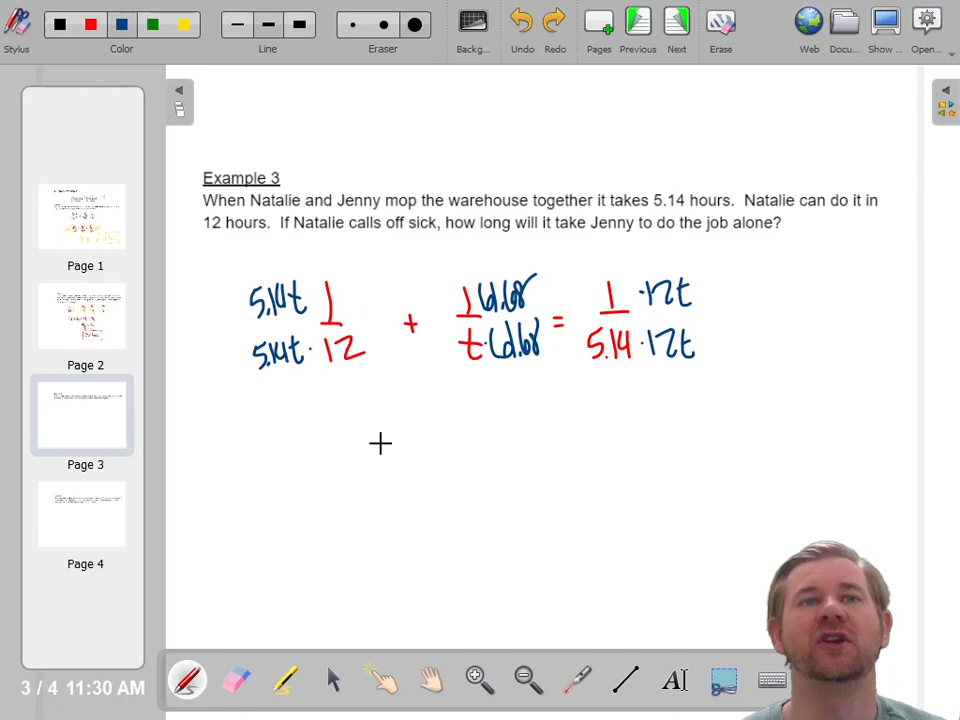 Stylus
Color
Line
Eraser
Backg...
Undo
Redo
Pages
Previous
Next
Erase
Web
Docu...
Show ...
Open...
Example 3
When Natalie and Jenny mop the warehouse together it takes 5.14 hours. Natalie can do it in
12 hours. If Natalie calls off sick, how long will it take Jenny to do the job alone?
5.14t 1 + 1 61.68 = 1 ·12t
5.14t · 12 t · 61.68 5.14 ·12t
Page 1
Page 2
Page 3
Page 4
3 / 4 11:30 AM